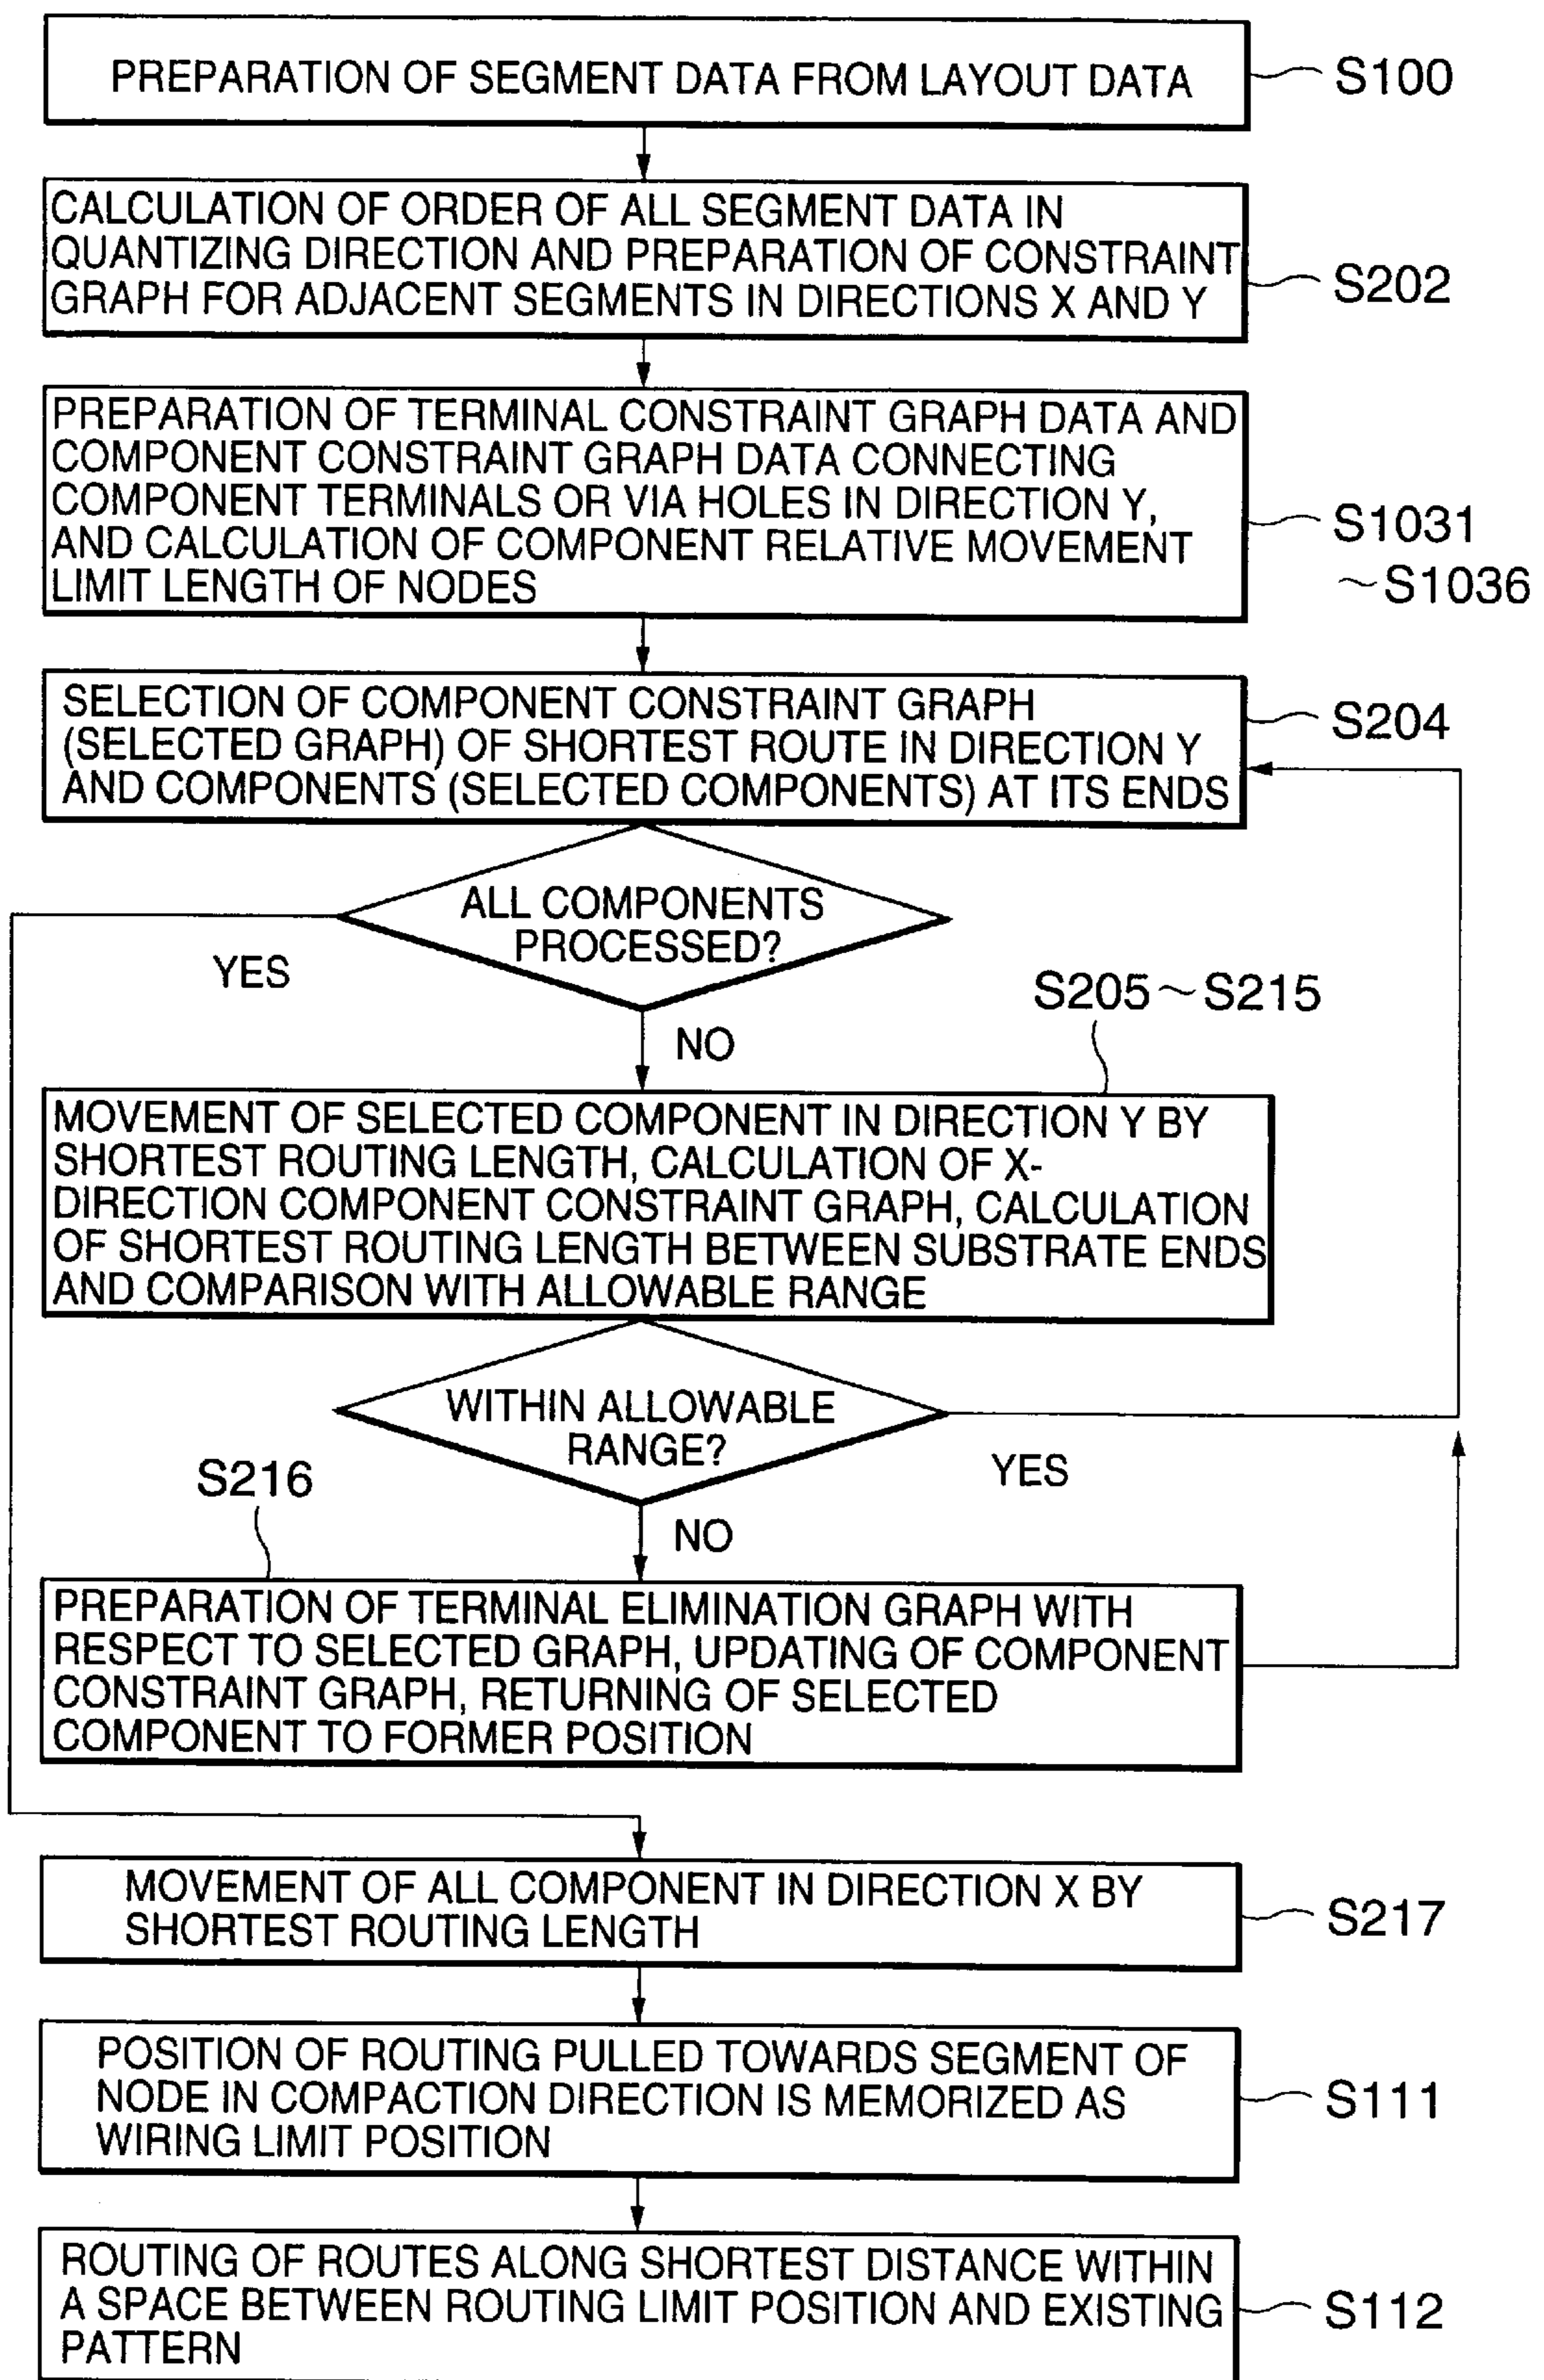 PREPARATION OF SEGMENT DATA FROM LAYOUT DATA
S100
CALCULATION OF ORDER OF ALL SEGMENT DATA IN
QUANTIZING DIRECTION AND PREPARATION OF CONSTRAINT
GRAPH FOR ADJACENT SEGMENTS IN DIRECTIONS X AND Y
S202
PREPARATION OF TERMINAL CONSTRAINT GRAPH DATA AND
COMPONENT CONSTRAINT GRAPH DATA CONNECTING
COMPONENT TERMINALS OR VIA HOLES IN DIRECTION Y,
AND CALCULATION OF COMPONENT RELATIVE MOVEMENT
LIMIT LENGTH OF NODES
S1031
~S1036
SELECTION OF COMPONENT CONSTRAINT GRAPH
(SELECTED GRAPH) OF SHORTEST ROUTE IN DIRECTION Y
AND COMPONENTS (SELECTED COMPONENTS) AT ITS ENDS
S204
ALL COMPONENTS
PROCESSED?
YES
NO
S205~S215
MOVEMENT OF SELECTED COMPONENT IN DIRECTION Y BY
SHORTEST ROUTING LENGTH, CALCULATION OF X-
DIRECTION COMPONENT CONSTRAINT GRAPH, CALCULATION
OF SHORTEST ROUTING LENGTH BETWEEN SUBSTRATE ENDS
AND COMPARISON WITH ALLOWABLE RANGE
WITHIN ALLOWABLE
RANGE?
YES
NO
S216
PREPARATION OF TERMINAL ELIMINATION GRAPH WITH
RESPECT TO SELECTED GRAPH, UPDATING OF COMPONENT
CONSTRAINT GRAPH, RETURNING OF SELECTED
COMPONENT TO FORMER POSITION
MOVEMENT OF ALL COMPONENT IN DIRECTION X BY
SHORTEST ROUTING LENGTH
S217
POSITION OF ROUTING PULLED TOWARDS SEGMENT OF
NODE IN COMPACTION DIRECTION IS MEMORIZED AS
WIRING LIMIT POSITION
S111
ROUTING OF ROUTES ALONG SHORTEST DISTANCE WITHIN
A SPACE BETWEEN ROUTING LIMIT POSITION AND EXISTING
PATTERN
S112